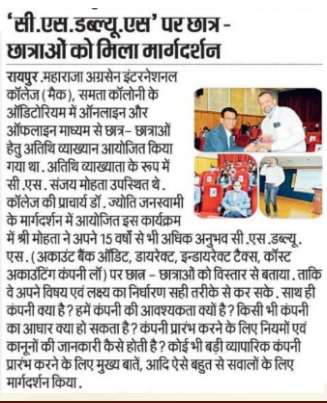 ‘सी.एस.डब्ल्यू.एस’ पर छात्र -
छात्राओं को मिला मार्गदर्शन
रायपुर .महाराजा अग्रसेन इंटरनेशनल
कॉलेज ( मैक ), समता कॉलोनी के
ऑडिटोरियम में ऑनलाइन और
ऑफलाइन माध्यम से छात्र- छात्राओं
हेतु अतिथि व्याख्यान आयोजित किया
गया था . अतिथि व्याख्याता के रूप में
सी .एस . संजय मोहता उपस्थित थे .
कॉलेज की प्राचार्य डॉ . ज्योति जनस्वामी
के मार्गदर्शन में आयोजित इस कार्यक्रम
में श्री मोहता ने अपने 15 वर्षों से भी अधिक अनुभव सी .एस .डब्ल्यू .
एस . ( अकाउंट बैंक ऑडिट, डायरेक्ट, इन्डायरेक्ट टैक्स, कॉस्ट
अकाउंटिंग कंपनी लॉ ) पर छात्र - छात्राओं को विस्तार से बताया . ताकि
वे अपने विषय एवं लक्ष्य का निर्धारण सही तरीके से कर सके . साथ ही
कंपनी क्या है ? हमें कंपनी की आवश्यकता क्यों है ? किसी भी कंपनी
का आधार क्या हो सकता है ? कंपनी प्रारंभ करने के लिए नियमों एवं
कानूनों की जानकारी कैसे होती है ? कोई भी बड़ी व्यापारिक कंपनी
प्रारंभ करने के लिए मुख्य बातें, आदि ऐसे बहुत से सवालों के लिए
मार्गदर्शन किया .